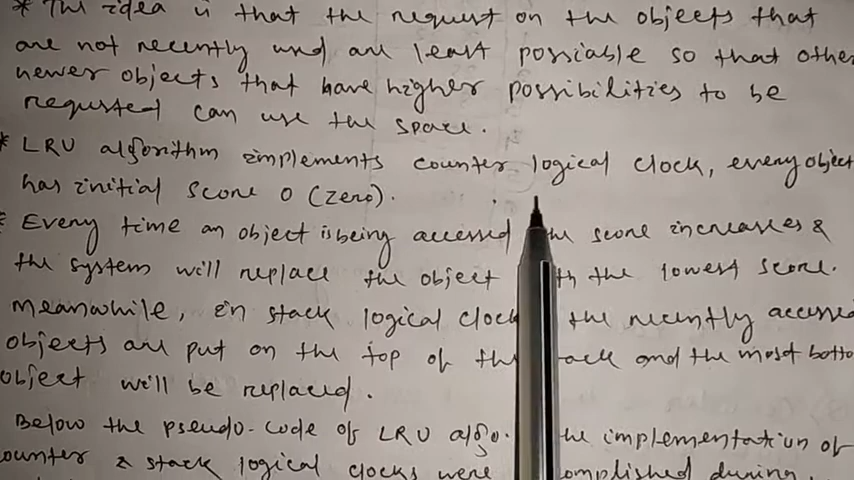 * The idea is that the request on the objects that
are not recently used are least possiable so that other
newer objects that have higher possibilities to be
requsted can use the space.
* LRU algorithm implements counter logical clock, every object
has initial score 0 (zero).
* Every time an object is being accessed the score increases &
the system will replace the object with the lowest score.
Meanwhile, in stack logical clock the recently accessed
objects are put on the top of the stack and the most bottom
object will be replaced.
Below the pseudo-code of LRU algo. the implementation of
counter & stack logical clocks were accomplished during